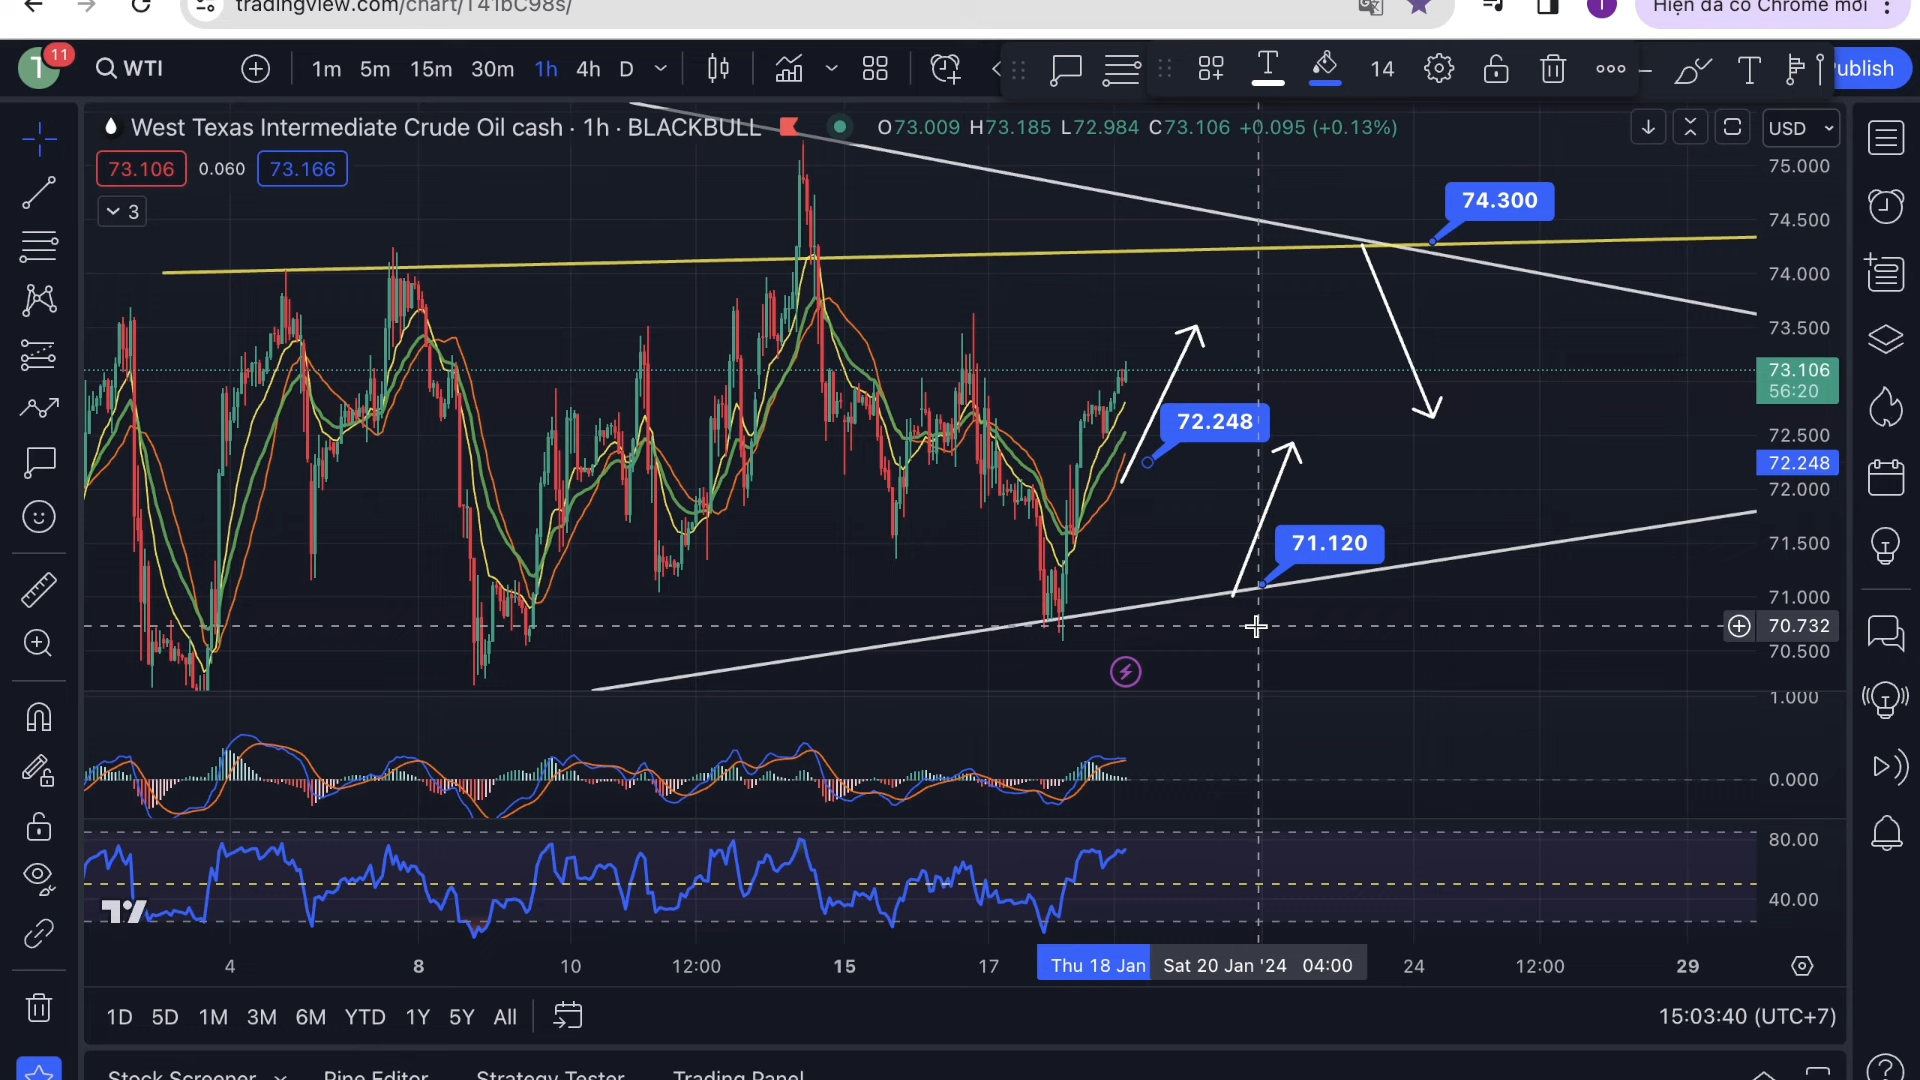 tradingview.com/chart/T41bC98s/
Hiện đã có Chrome mới
T
11
WTI
1m 5m 15m 30m 1h 4h D
14
T
T
ublish
West Texas Intermediate Crude Oil cash · 1h · BLACKBULL
O73.009 H73.185 L72.984 C73.106 +0.095 (+0.13%)
USD
73.106 0.060 73.166
3
75.000
74.500
74.000
73.500
73.106
56:20
72.500
72.248
72.000
71.500
71.000
70.732
70.500
1.000
0.000
80.00
40.00
74.300
72.248
71.120
4 8 10 12:00 15 17 Thu 18 Jan Sat 20 Jan '24 04:00 24 12:00 29
1D 5D 1M 3M 6M YTD 1Y 5Y All
15:03:40 (UTC+7)
Stock Screener Pine Editor Strategy Tester Trading Panel